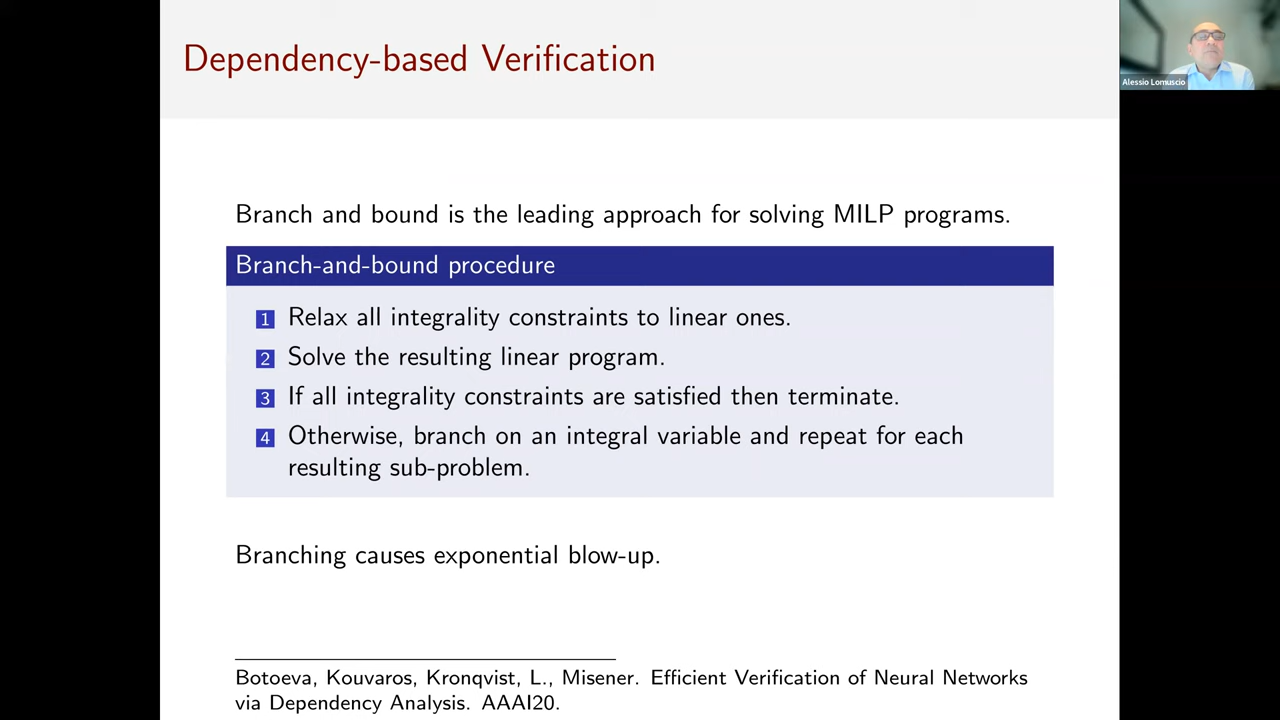 Dependency-based Verification
Alessio Lomuscio
Branch and bound is the leading approach for solving MILP programs.
Branch-and-bound procedure
1 Relax all integrality constraints to linear ones.
2 Solve the resulting linear program.
3 If all integrality constraints are satisfied then terminate.
4 Otherwise, branch on an integral variable and repeat for each
resulting sub-problem.
Branching causes exponential blow-up.
Botoeva, Kouvaros, Kronqvist, L., Misener. Efficient Verification of Neural Networks
via Dependency Analysis. AAAI20.